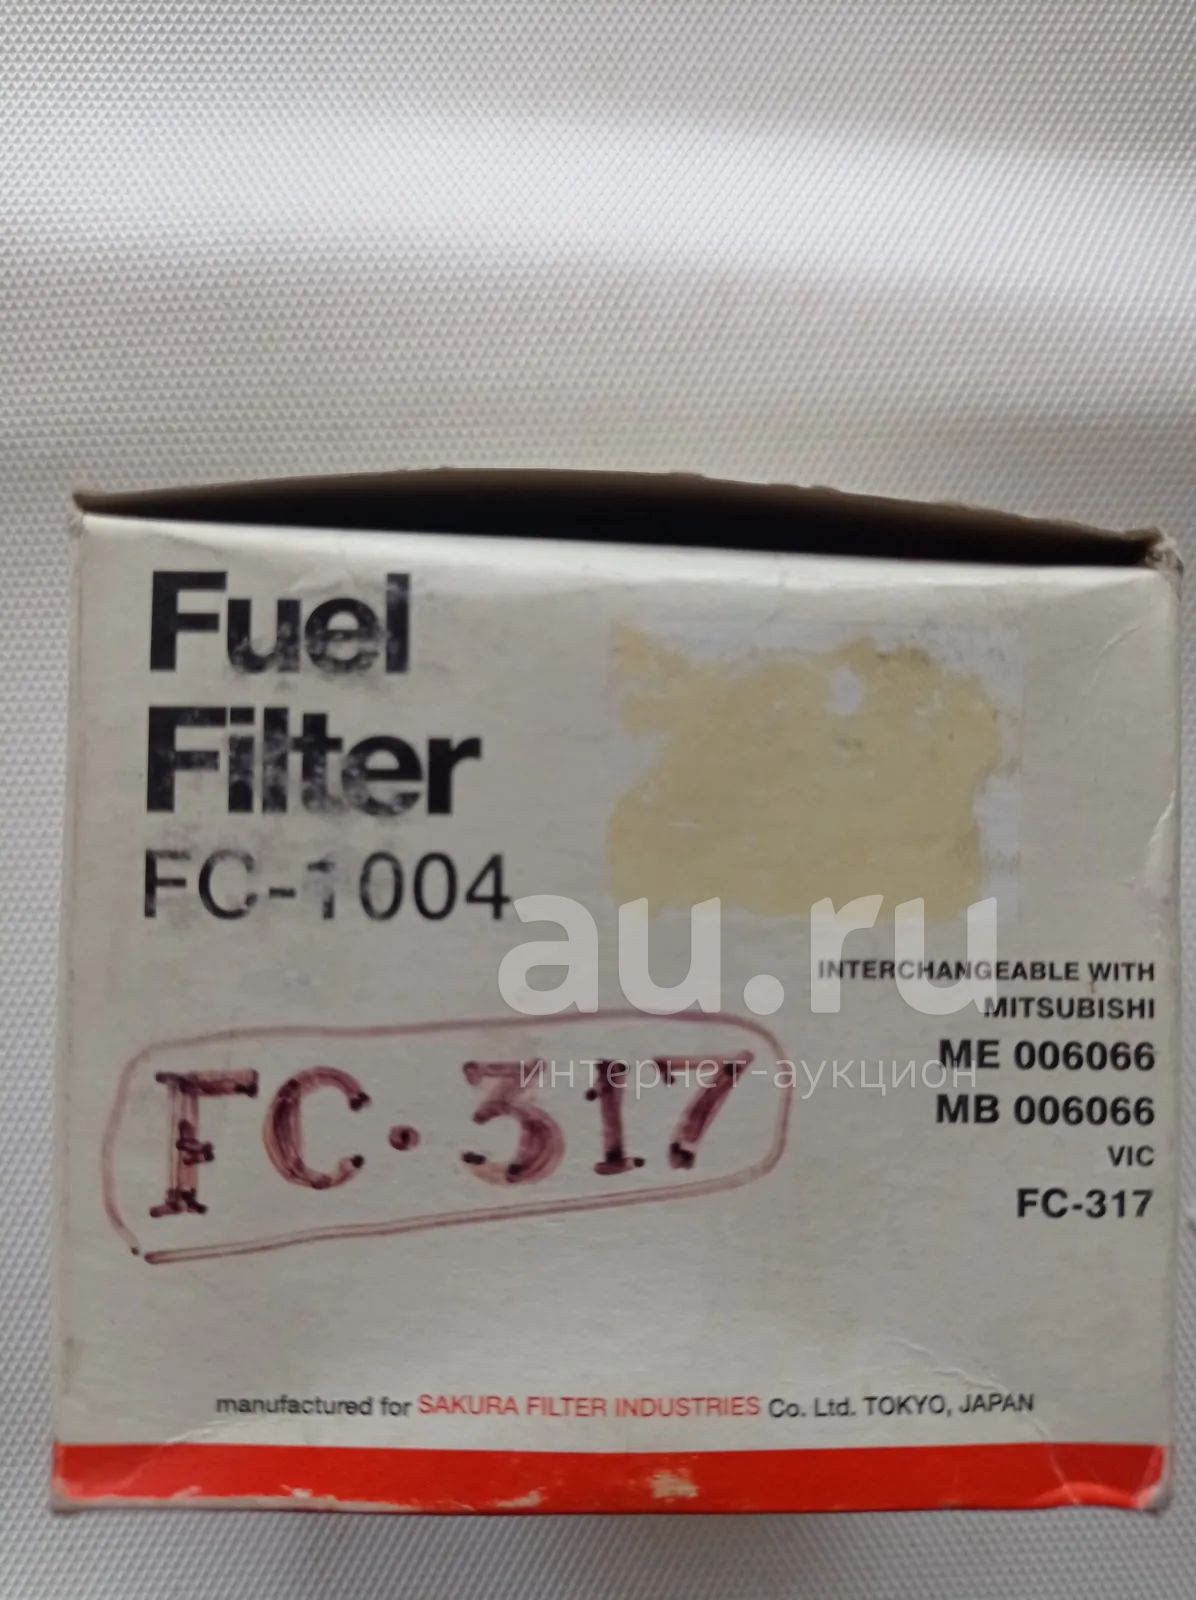 Fuel
Filter
FC-1004
au.ru
интернет-аукцион
INTERCHANGEABLE WITH
MITSUBISHI
ME 006066
MB 006066
VIC
FC-317
FC·317
manufactured for SAKURA FILTER INDUSTRIES Co. Ltd. TOKYO, JAPAN